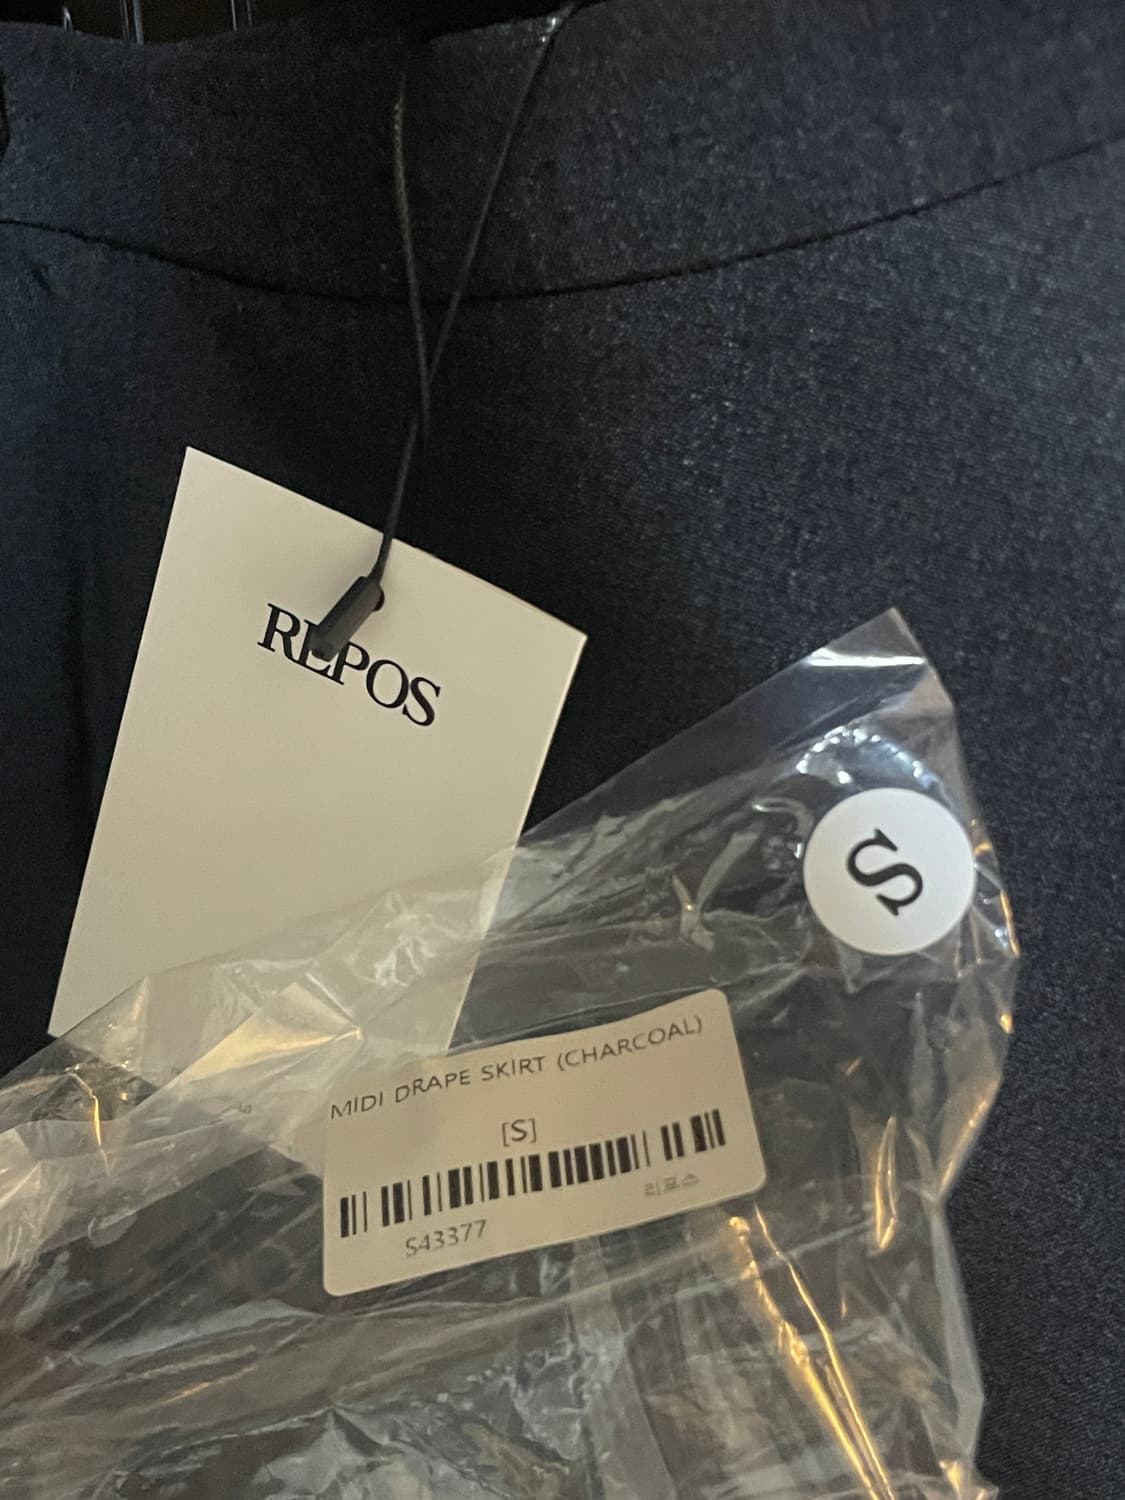 REPOS
S
MIDI DRAPE SKIRT (CHARCOAL)
[S]
S43377
리포스